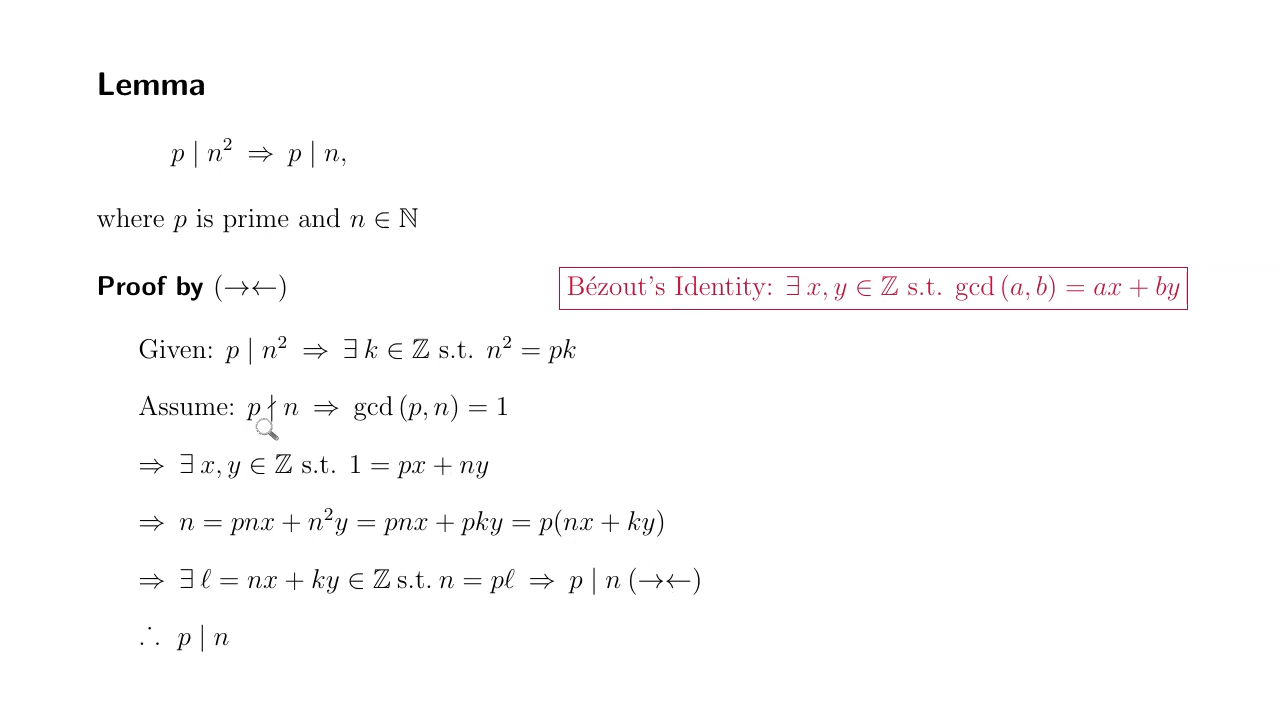 Lemma
p | n² ⇒ p | n,
where p is prime and n ∈ ℕ
Proof by (→←)
Bézout's Identity: ∃ x, y ∈ ℤ s.t. gcd (a, b) = ax + by
Given: p | n² ⇒ ∃ k ∈ ℤ s.t. n² = pk
Assume: p ∤ n ⇒ gcd (p, n) = 1
⇒ ∃ x, y ∈ ℤ s.t. 1 = px + ny
⇒ n = pnx + n²y = pnx + pky = p(nx + ky)
⇒ ∃ ℓ = nx + ky ∈ ℤ s.t. n = pℓ ⇒ p | n (→←)
∴ p | n